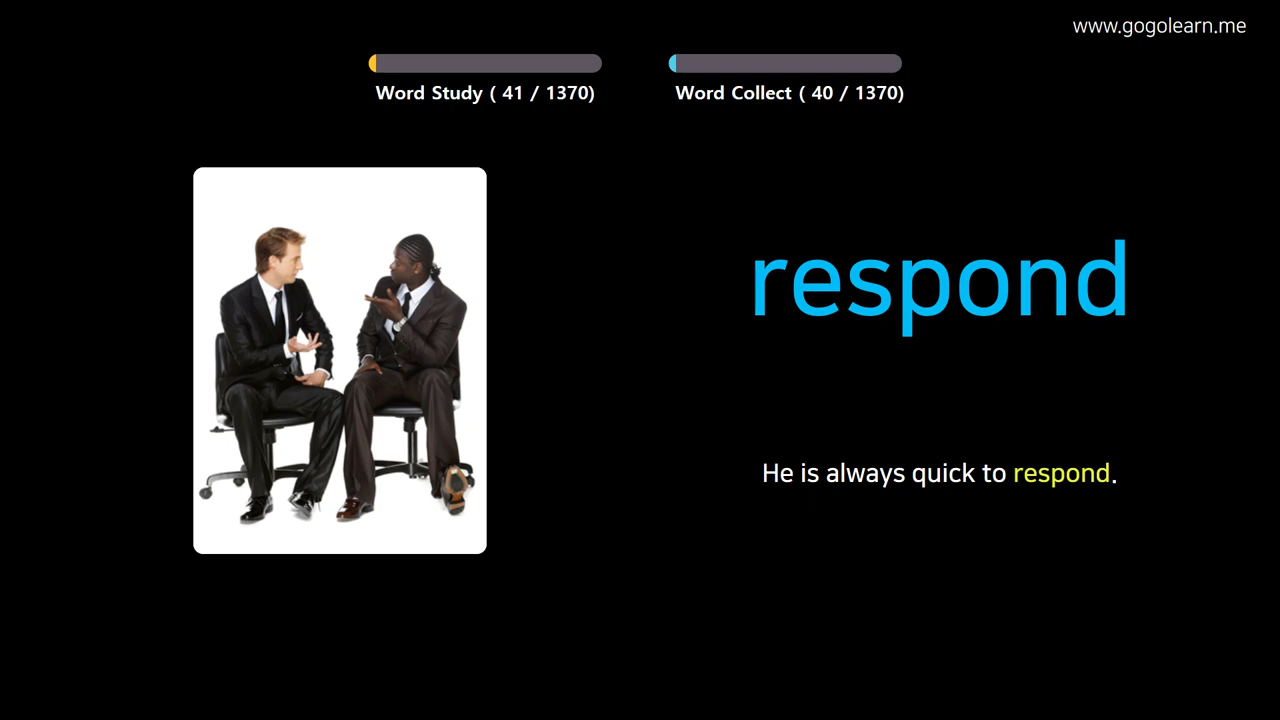 www.gogolearn.me
Word Study ( 41 / 1370)
Word Collect ( 40 / 1370)
respond
He is always quick to respond.